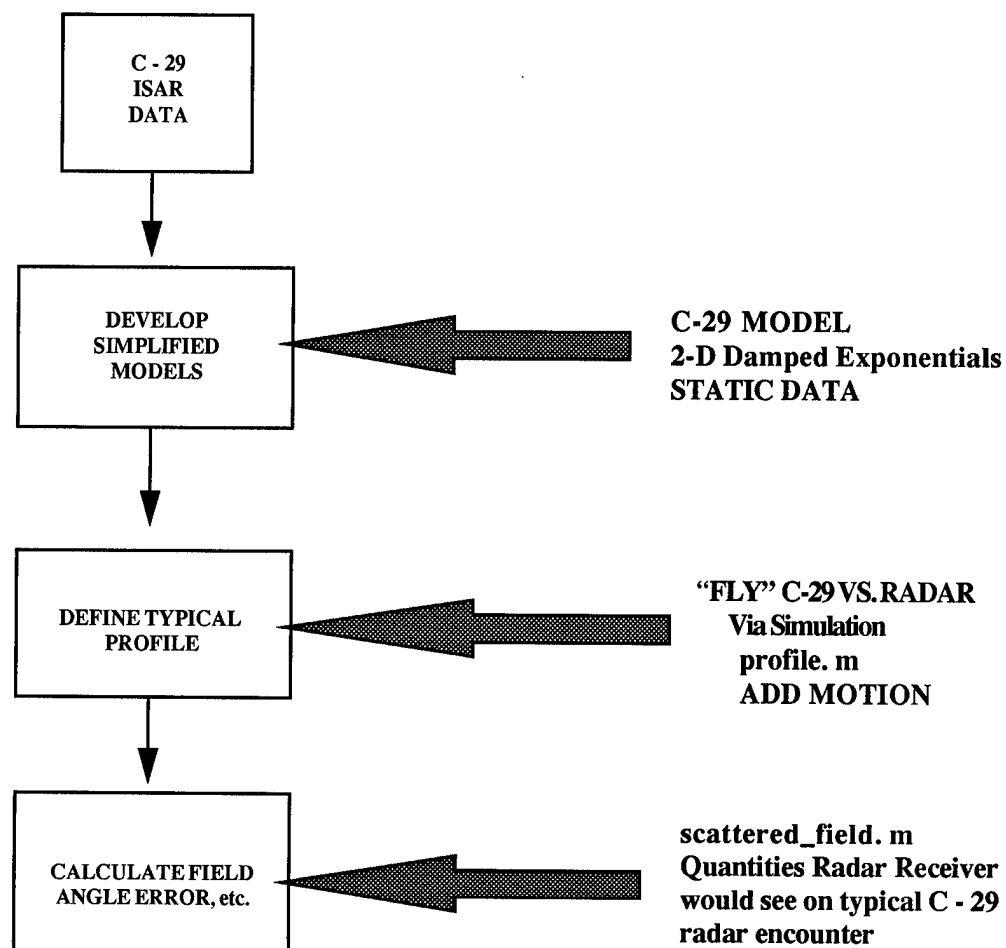 C - 29
ISAR
DATA
DEVELOP
SIMPLIFIED
MODELS
C-29 MODEL
2-D Damped Exponentials
STATIC DATA
DEFINE TYPICAL
PROFILE
“FLY” C-29 VS. RADAR
Via Simulation
profile. m
ADD MOTION
CALCULATE FIELD
ANGLE ERROR, etc.
scattered_field. m
Quantities Radar Receiver
would see on typical C - 29
radar encounter